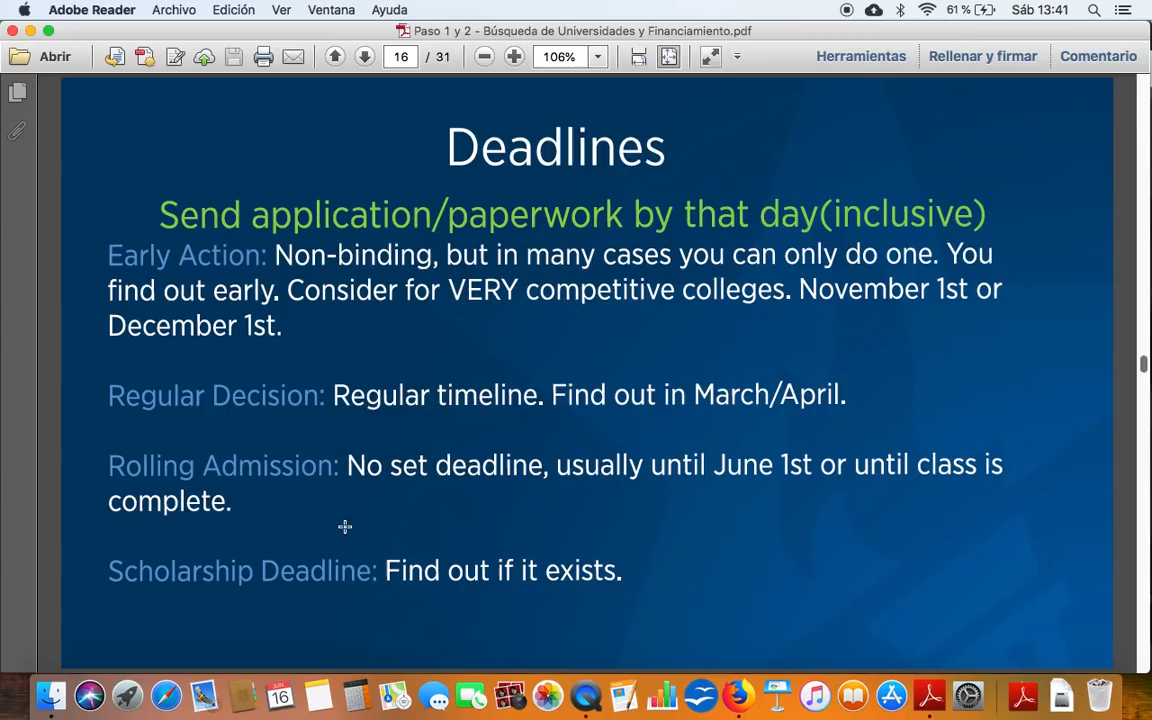 Adobe Reader Archivo Edición Ver Ventana Ayuda 61 % Sáb 13:41
Paso 1 y 2 - Búsqueda de Universidades y Financiamiento.pdf
Abrir 16 / 31 106% Herramientas Rellenar y firmar Comentario
Deadlines
Send application/paperwork by that day(inclusive)
Early Action: Non-binding, but in many cases you can only do one. You
find out early. Consider for VERY competitive colleges. November 1st or
December 1st.
Regular Decision: Regular timeline. Find out in March/April.
Rolling Admission: No set deadline, usually until June 1st or until class is
complete.
Scholarship Deadline: Find out if it exists.
16